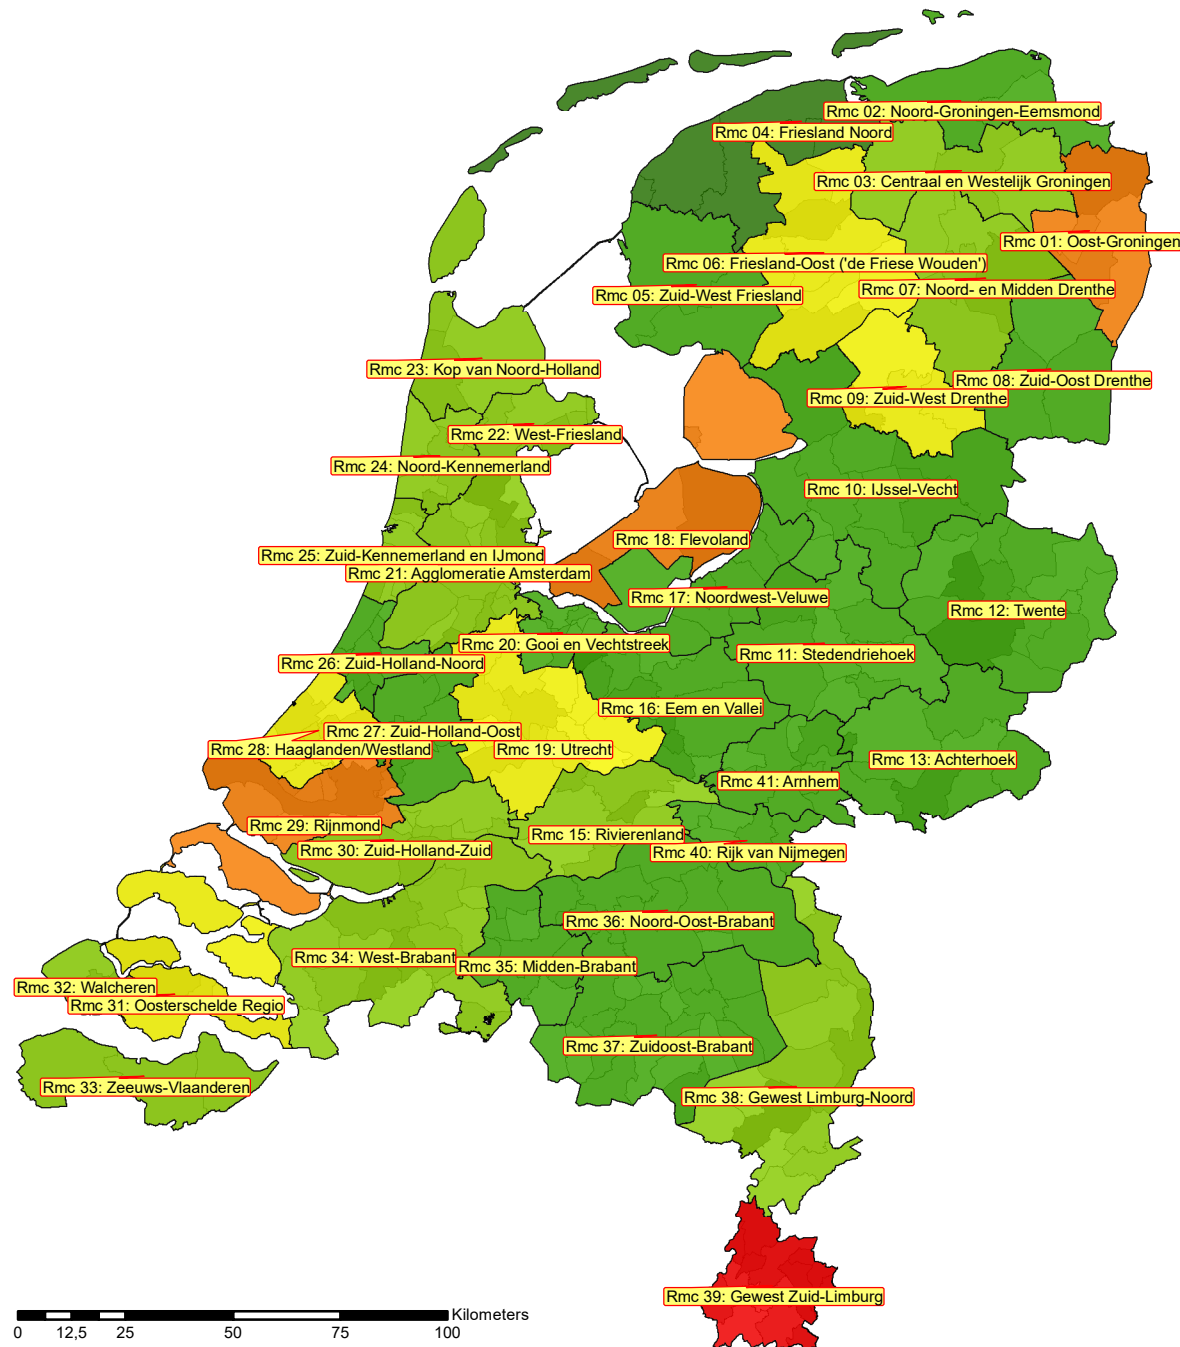 Rmc 02: Noord-Groningen-Eemsmond
Rmc 04: Friesland Noord
Rmc 03: Centraal en Westelijk Groningen
Rmc 01: Oost-Groningen
Rmc 06: Friesland-Oost ('de Friese Wouden')
Rmc 07: Noord- en Midden Drenthe
Rmc 05: Zuid-West Friesland
Rmc 23: Kop van Noord-Holland
Rmc 08: Zuid-Oost Drenthe
Rmc 09: Zuid-West Drenthe
Rmc 22: West-Friesland
Rmc 24: Noord-Kennemerland
Rmc 10: IJssel-Vecht
Rmc 18: Flevoland
Rmc 25: Zuid-Kennemerland en IJmond
Rmc 21: Agglomeratie Amsterdam
Rmc 17: Noordwest-Veluwe
Rmc 12: Twente
Rmc 20: Gooi en Vechtstreek
Rmc 11: Stedendriehoek
Rmc 26: Zuid-Holland-Noord
Rmc 16: Eem en Vallei
Rmc 27: Zuid-Holland-Oost
Rmc 28: Haaglanden/Westland
Rmc 19: Utrecht
Rmc 13: Achterhoek
Rmc 41: Arnhem
Rmc 29: Rijnmond
Rmc 15: Rivierenland
Rmc 30: Zuid-Holland-Zuid
Rmc 40: Rijk van Nijmegen
Rmc 36: Noord-Oost-Brabant
Rmc 34: West-Brabant
Rmc 35: Midden-Brabant
Rmc 32: Walcheren
Rmc 31: Oosterschelde Regio
Rmc 37: Zuidoost-Brabant
Rmc 33: Zeeuws-Vlaanderen
Rmc 38: Gewest Limburg-Noord
Rmc 39: Gewest Zuid-Limburg
Kilometers
0 12,5 25 50 75 100